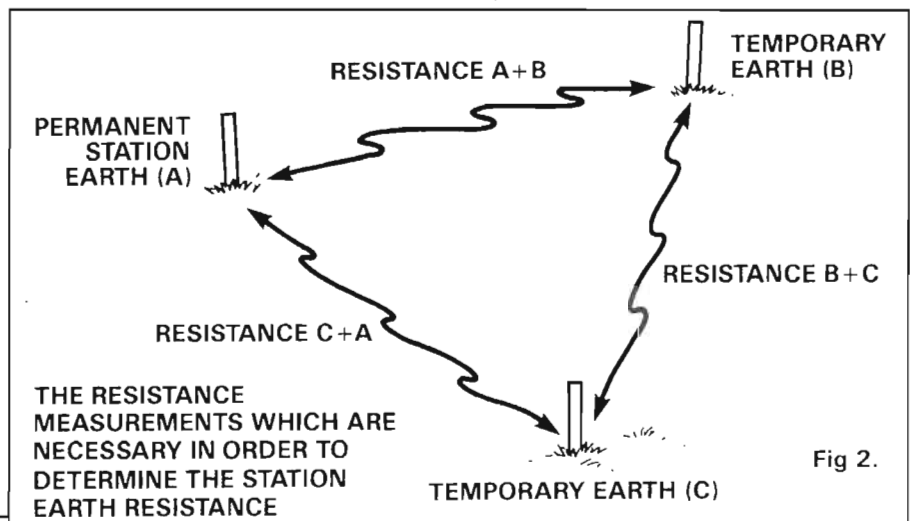 RESISTANCE A+B
TEMPORARY
EARTH (B)
PERMANENT
STATION
EARTH (A)
RESISTANCE B+C
RESISTANCE C+A
THE RESISTANCE
MEASUREMENTS WHICH ARE
NECESSARY IN ORDER TO
DETERMINE THE STATION
EARTH RESISTANCE
TEMPORARY EARTH (C)
Fig 2.